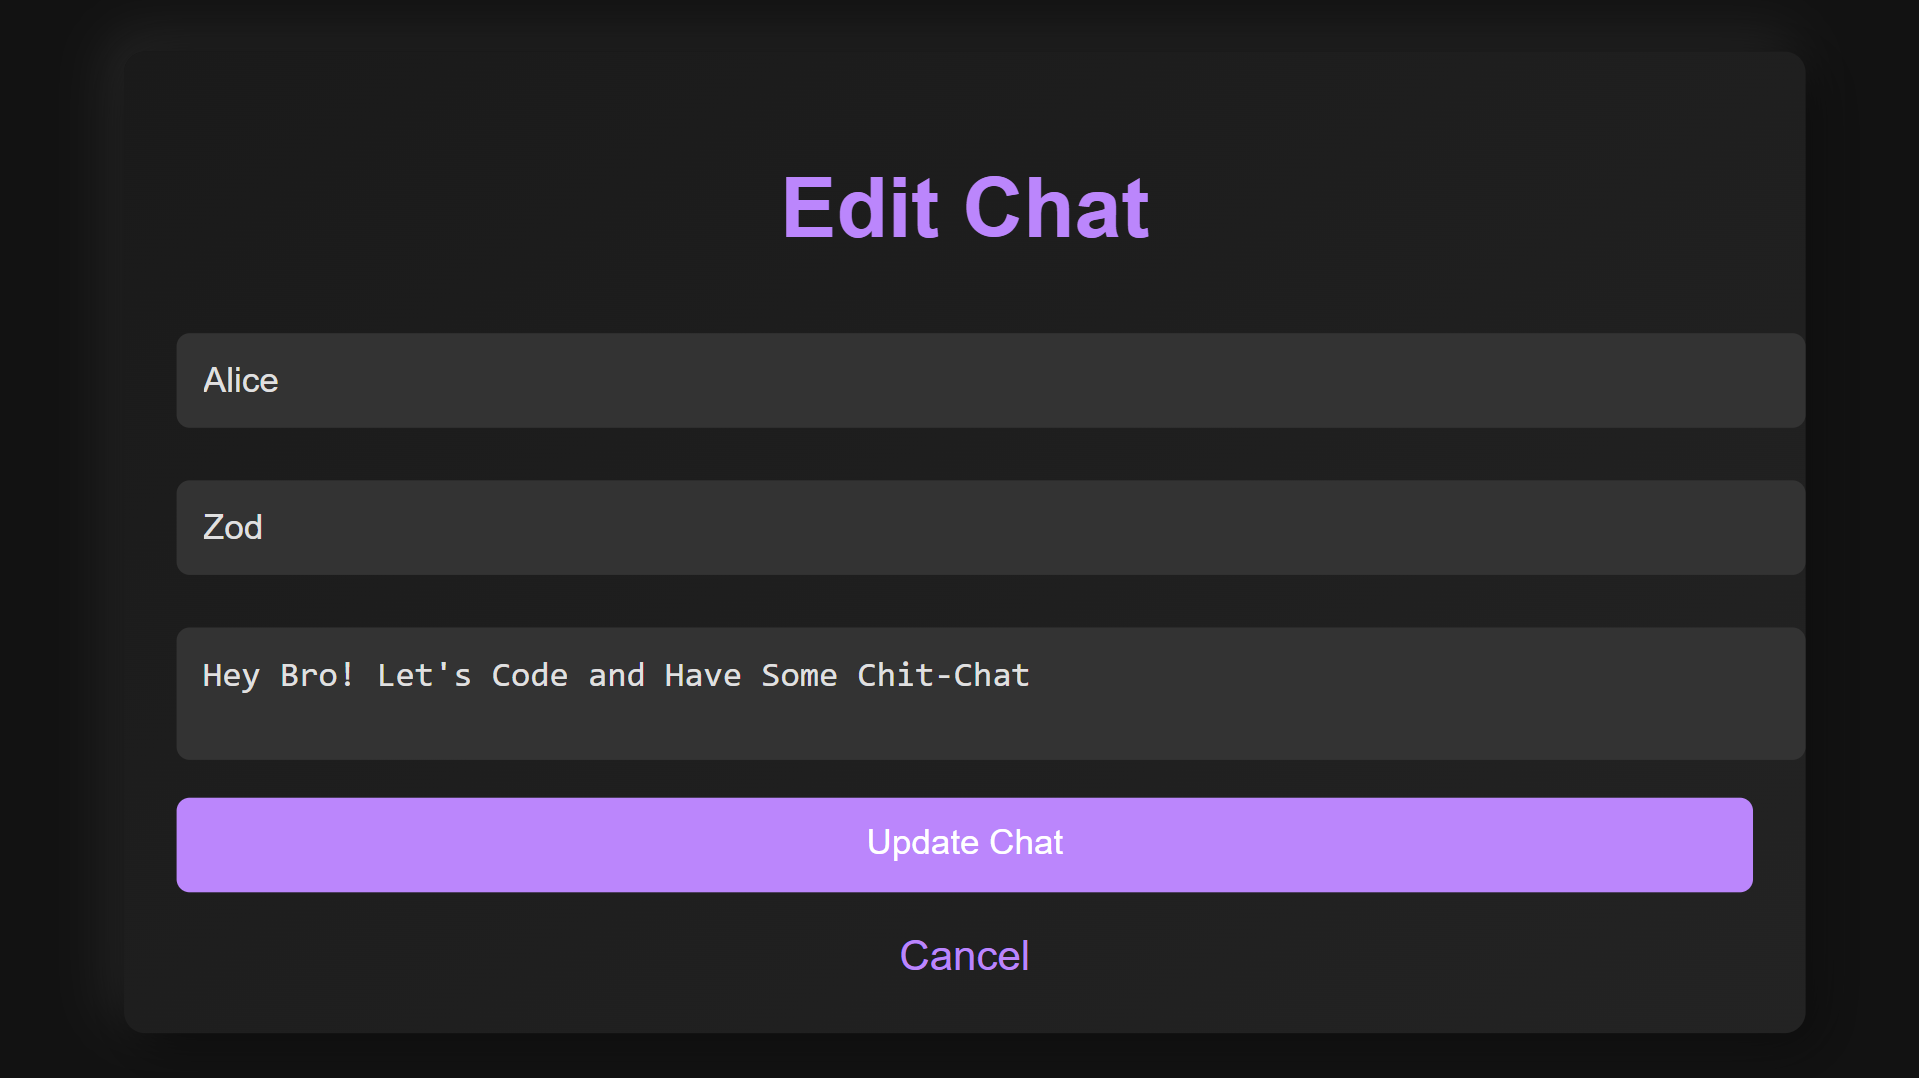 Edit Chat
Alice
Zod
Hey Bro! Let's Code and Have Some Chit-Chat
Update Chat
Cancel